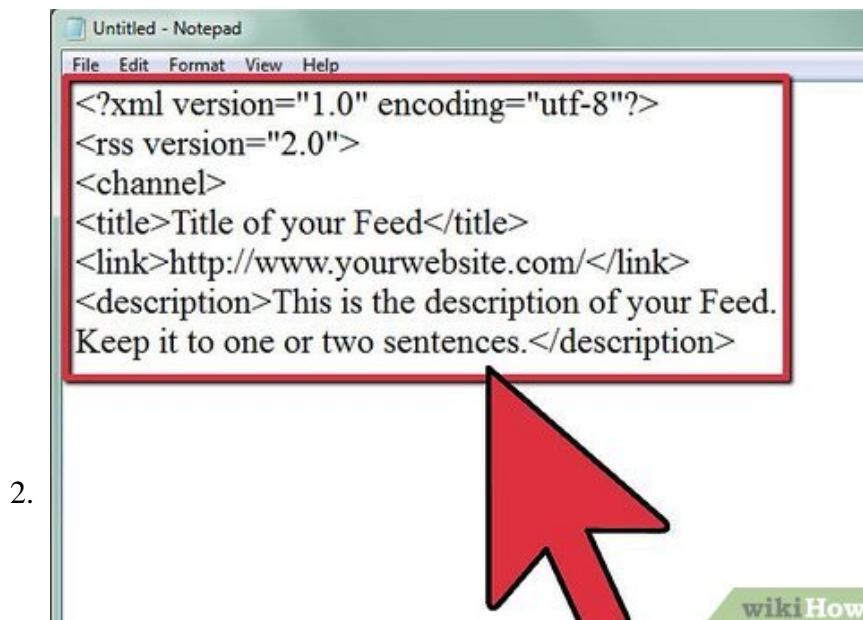 Untitled - Notepad
File Edit Format View Help
<?xml version="1.0" encoding="utf-8"?>
<rss version="2.0">
<channel>
<title>Title of your Feed</title>
<link>http://www.yourwebsite.com/</link>
<description>This is the description of your Feed.
Keep it to one or two sentences.</description>
2.
wikiHow